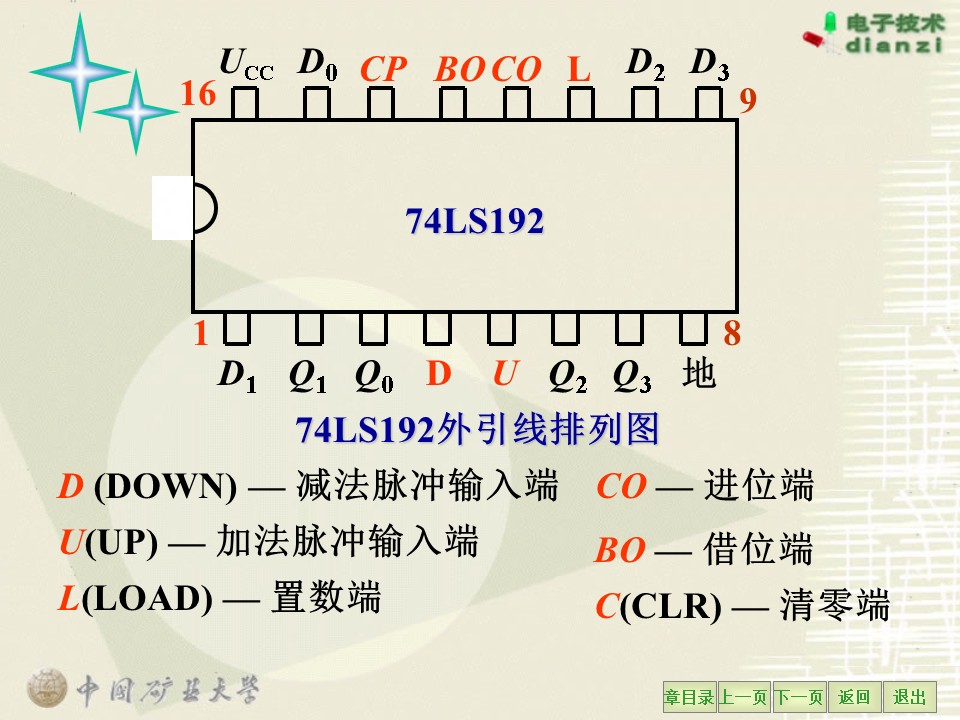 电子技术
dianzi
U_CC D_0 CP BO CO L D_2 D_3
16 9
74LS192
1 8
D_1 Q_1 Q_0 D U Q_2 Q_3 地
74LS192外引线排列图
D (DOWN) — 减法脉冲输入端
U(UP) — 加法脉冲输入端
L(LOAD) — 置数端
CO — 进位端
BO — 借位端
C(CLR) — 清零端
中国矿业大学
章目录 上一页 下一页 返回 退出